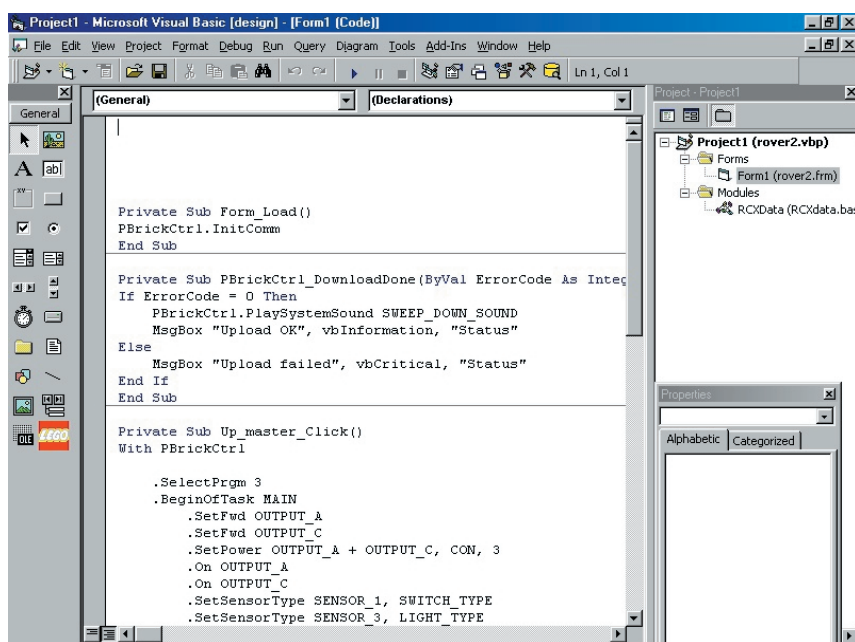 Project1 - Microsoft Visual Basic [design] - [Form1 (Code)]
File Edit View Project Format Debug Run Query Diagram Tools Add-Ins Window Help
Ln 1, Col 1
General
A ab|
XV
OLE LEGO
(General) (Declarations)
Private Sub Form_Load()
PBrickCtrl.InitComm
End Sub
Private Sub PBrickCtrl_DownloadDone(ByVal ErrorCode As Integ
If ErrorCode = 0 Then
PBrickCtrl.PlaySystemSound SWEEP_DOWN_SOUND
MsgBox "Upload OK", vbInformation, "Status"
Else
MsgBox "Upload failed", vbCritical, "Status"
End If
End Sub
Private Sub Up_master_Click()
With PBrickCtrl
.SelectPrgm 3
.BeginOfTask MAIN
.SetFwd OUTPUT_A
.SetFwd OUTPUT_C
.SetPower OUTPUT_A + OUTPUT_C, CON, 3
.On OUTPUT_A
.On OUTPUT_C
.SetSensorType SENSOR_1, SWITCH_TYPE
.SetSensorType SENSOR_3, LIGHT_TYPE
Project - Project1
Project1 (rover2.vbp)
Forms
Form1 (rover2.frm)
Modules
RCXData (RCXdata.bas
Properties
Alphabetic Categorized